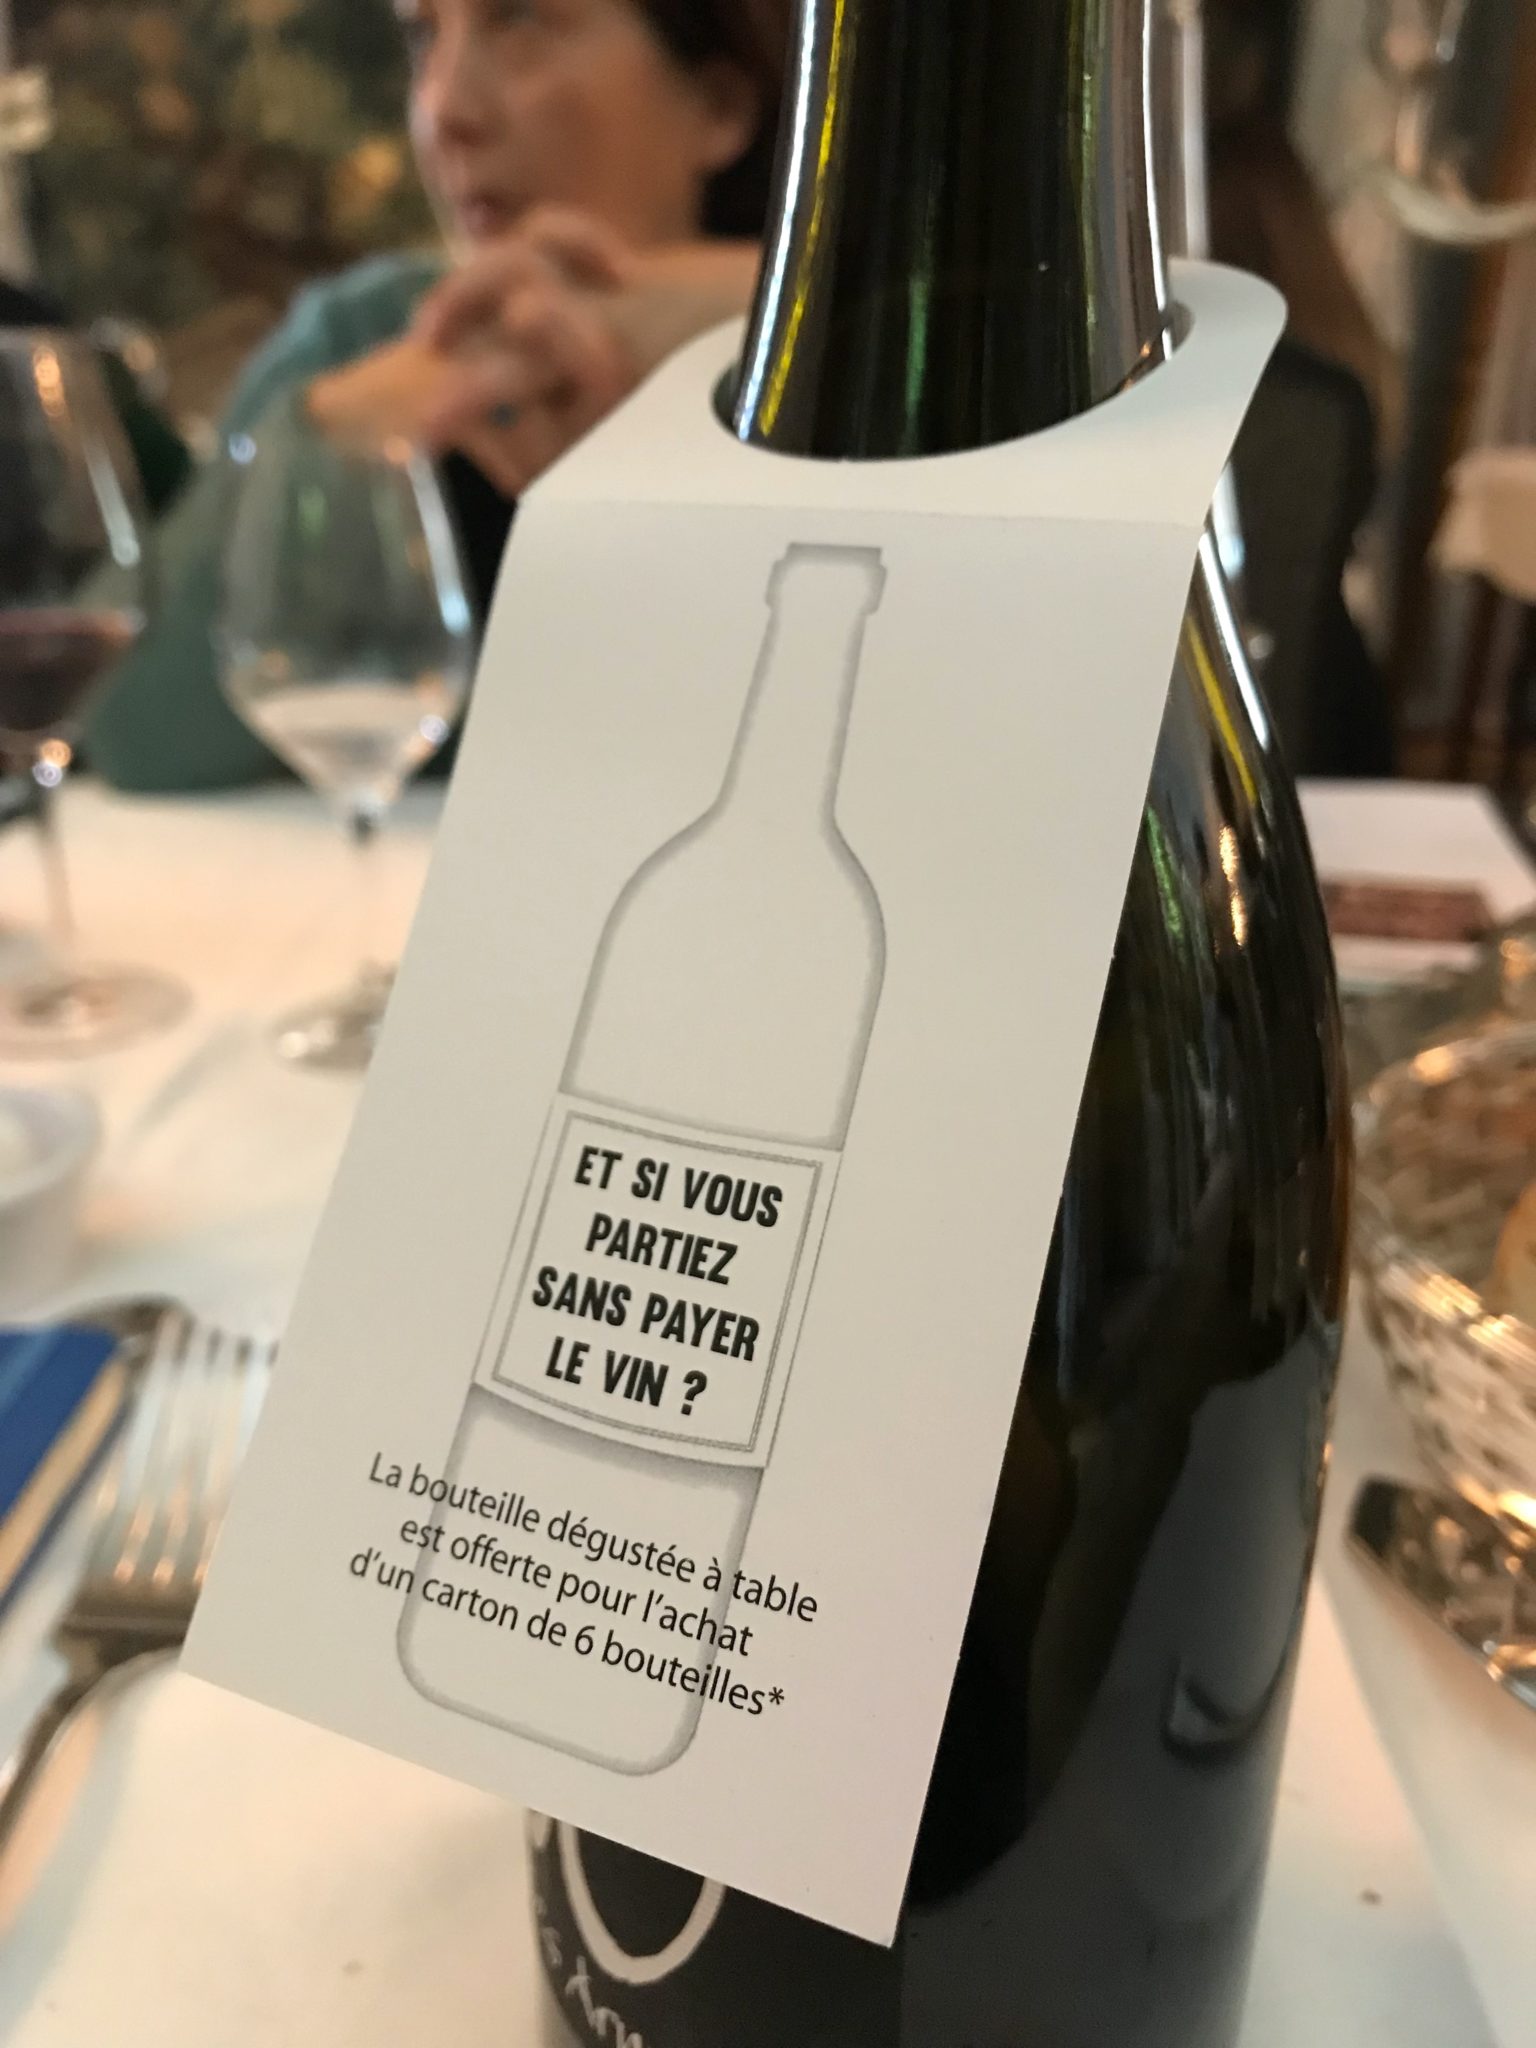 ET SI VOUS
PARTIEZ
SANS PAYER
LE VIN ?
La bouteille dégustée à table
est offerte pour l'achat
d'un carton de 6 bouteilles*